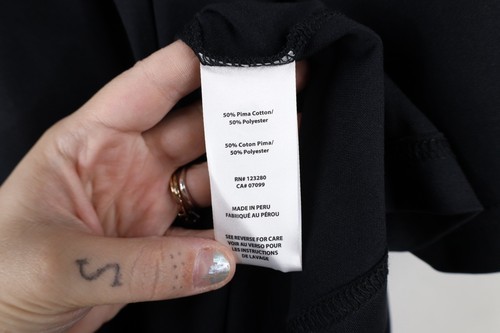 50% Pima Cotton/
50% Polyester
50% Coton Pima/
50% Polyester
RN# 123280
CA# 07099
MADE IN PERU
FABRIQUÉ AU PÉROU
SEE REVERSE FOR CARE
VOIR AU VERSO POUR
LES INSTRUCTIONS
DE LAVAGE